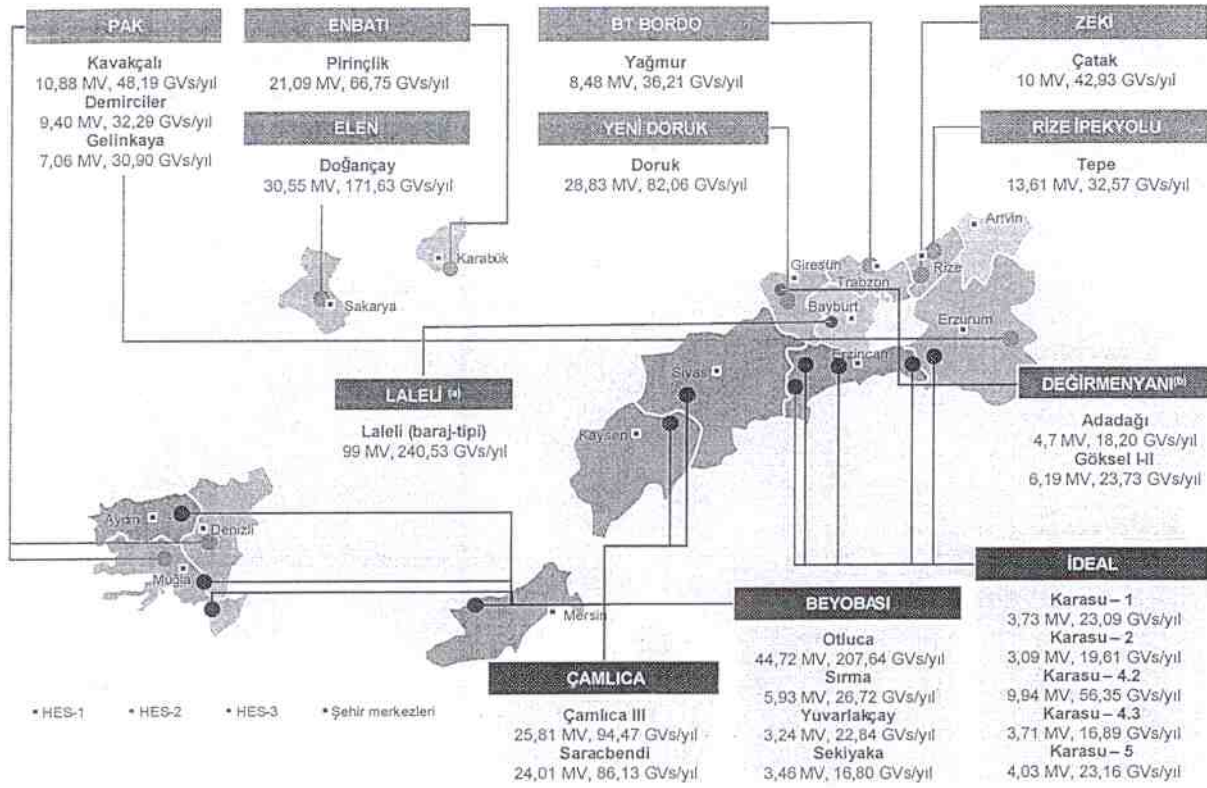 PAK
Kavakçalı
10,88 MV, 48,19 GVs/yıl
Demirciler
9,40 MV, 32,29 GVs/yıl
Gelinkaya
7,06 MV, 30,90 GVs/yıl
ENBATI
Pirinçlik
21,09 MV, 66,75 GVs/yıl
ELEN
Doğançay
30,55 MV, 171,63 GVs/yıl
BT BORDO
Yağmur
8,48 MV, 36,21 GVs/yıl
YENİ DORUK
Doruk
28,83 MV, 82,06 GVs/yıl
ZEKİ
Çatak
10 MV, 42,93 GVs/yıl
RİZE İPEKYOLU
Tepe
13,61 MV, 32,57 GVs/yıl
Karabük
Sakarya
Artvin
Giresun
Trabzon
Rize
Bayburt
Erzurum
Erzincan
Sivas
Kayseri
LALELİ (a)
Laleli (baraj-tipi)
99 MV, 240,53 GVs/yıl
DEĞİRMENYANI(b)
Adadağı
4,7 MV, 18,20 GVs/yıl
Göksel I-II
6,19 MV, 23,73 GVs/yıl
Aydın
Denizli
Muğla
Mersin
ÇAMLICA
Çamlıca III
25,81 MV, 94,47 GVs/yıl
Saracbendi
24,01 MV, 86,13 GVs/yıl
BEYOBASI
Otluca
44,72 MV, 207,64 GVs/yıl
Sırma
5,93 MV, 26,72 GVs/yıl
Yuvarlakçay
3,24 MV, 22,84 GVs/yıl
Sekiyaka
3,46 MV, 16,80 GVs/yıl
İDEAL
Karasu – 1
3,73 MV, 23,09 GVs/yıl
Karasu – 2
3,09 MV, 19,61 GVs/yıl
Karasu – 4.2
9,94 MV, 56,35 GVs/yıl
Karasu – 4.3
3,71 MV, 16,89 GVs/yıl
Karasu – 5
4,03 MV, 23,16 GVs/yıl
HES-1 HES-2 HES-3 Şehir merkezleri